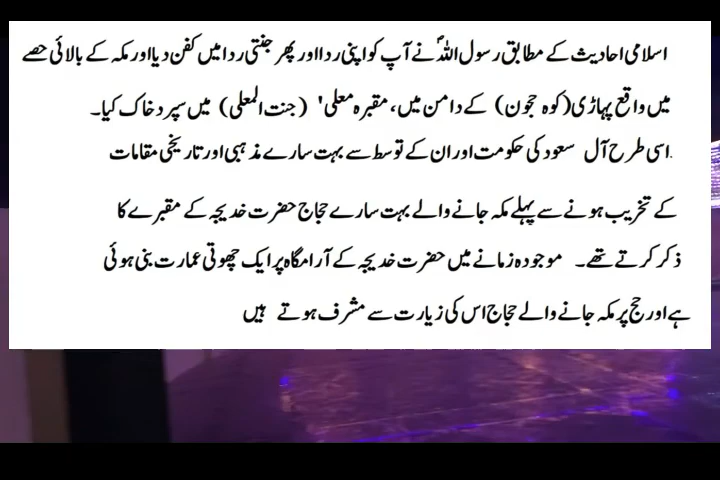 اسلامی احادیث کے مطابق رسول اللہؐ نے آپ کو اپنی ردا اور پھر جنتی ردا میں کفن دیا اور مکہ کے بالائی حصے
میں واقع پہاڑی (کوہ حجون) کے دامن میں، مقبرہ معلی' (جنت المعلی) میں سپرد خاک کیا۔
.اسی طرح آل سعود کی حکومت اور ان کے توسط سے بہت سارے مذہبی اور تاریخی مقامات
کے تخریب ہونے سے پہلے مکہ جانے والے بہت سارے حجاج حضرت خدیجہ کے مقبرے کا
ذکر کرتے تھے۔ موجودہ زمانے میں حضرت خدیجہ کے آرامگاہ پر ایک چھوٹی عمارت بنی ہوئی
ہے اور حج پر مکہ جانے والے حجاج اس کی زیارت سے مشرف ہوتے ہیں